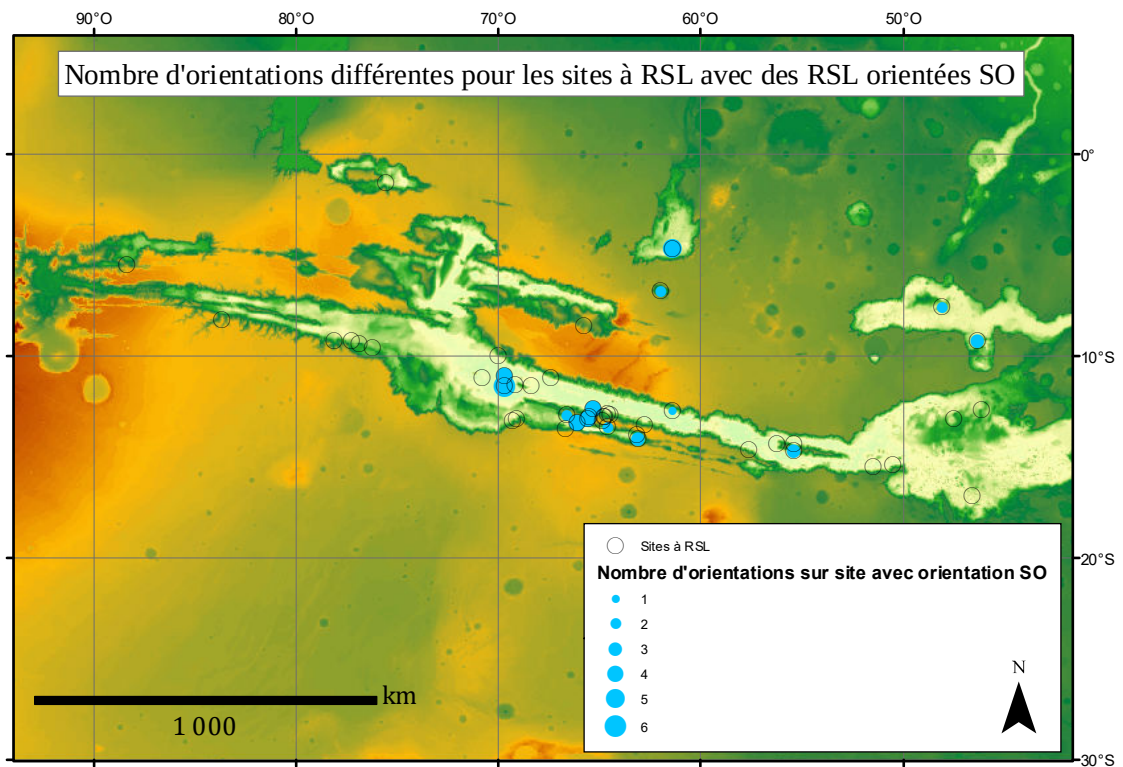 90°O 80°O 70°O 60°O 50°O
Nombre d'orientations différentes pour les sites à RSL avec des RSL orientées SO
0°
10°S
20°S
30°S
Sites à RSL
Nombre d'orientations sur site avec orientation SO
1
2
3
4
5
6
N
km
1 000